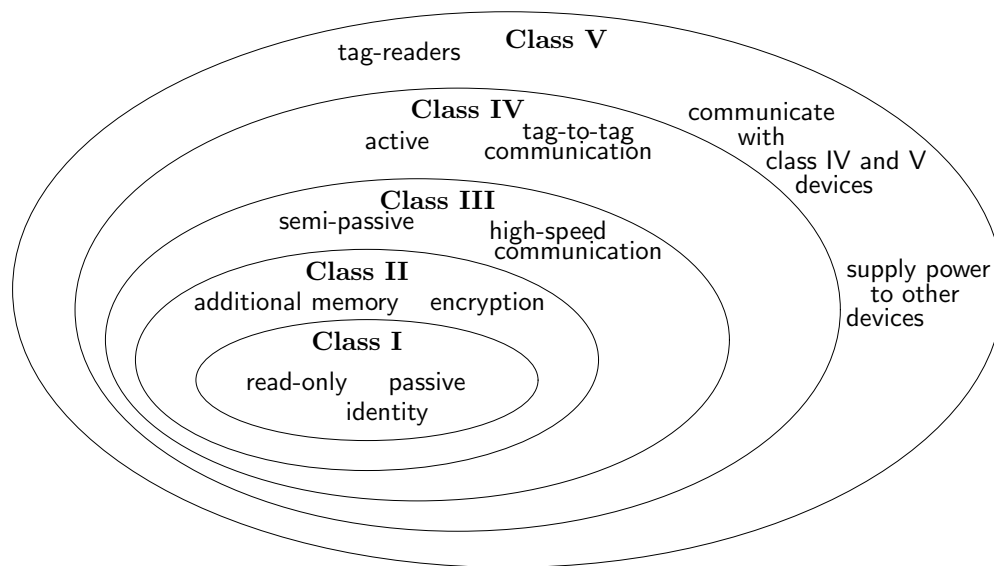 Class V
tag-readers
Class IV
active
tag-to-tag
communication
communicate
with
class IV and V
devices
Class III
semi-passive
high-speed
communication
supply power
to other
devices
Class II
additional memory
encryption
Class I
read-only
passive
identity